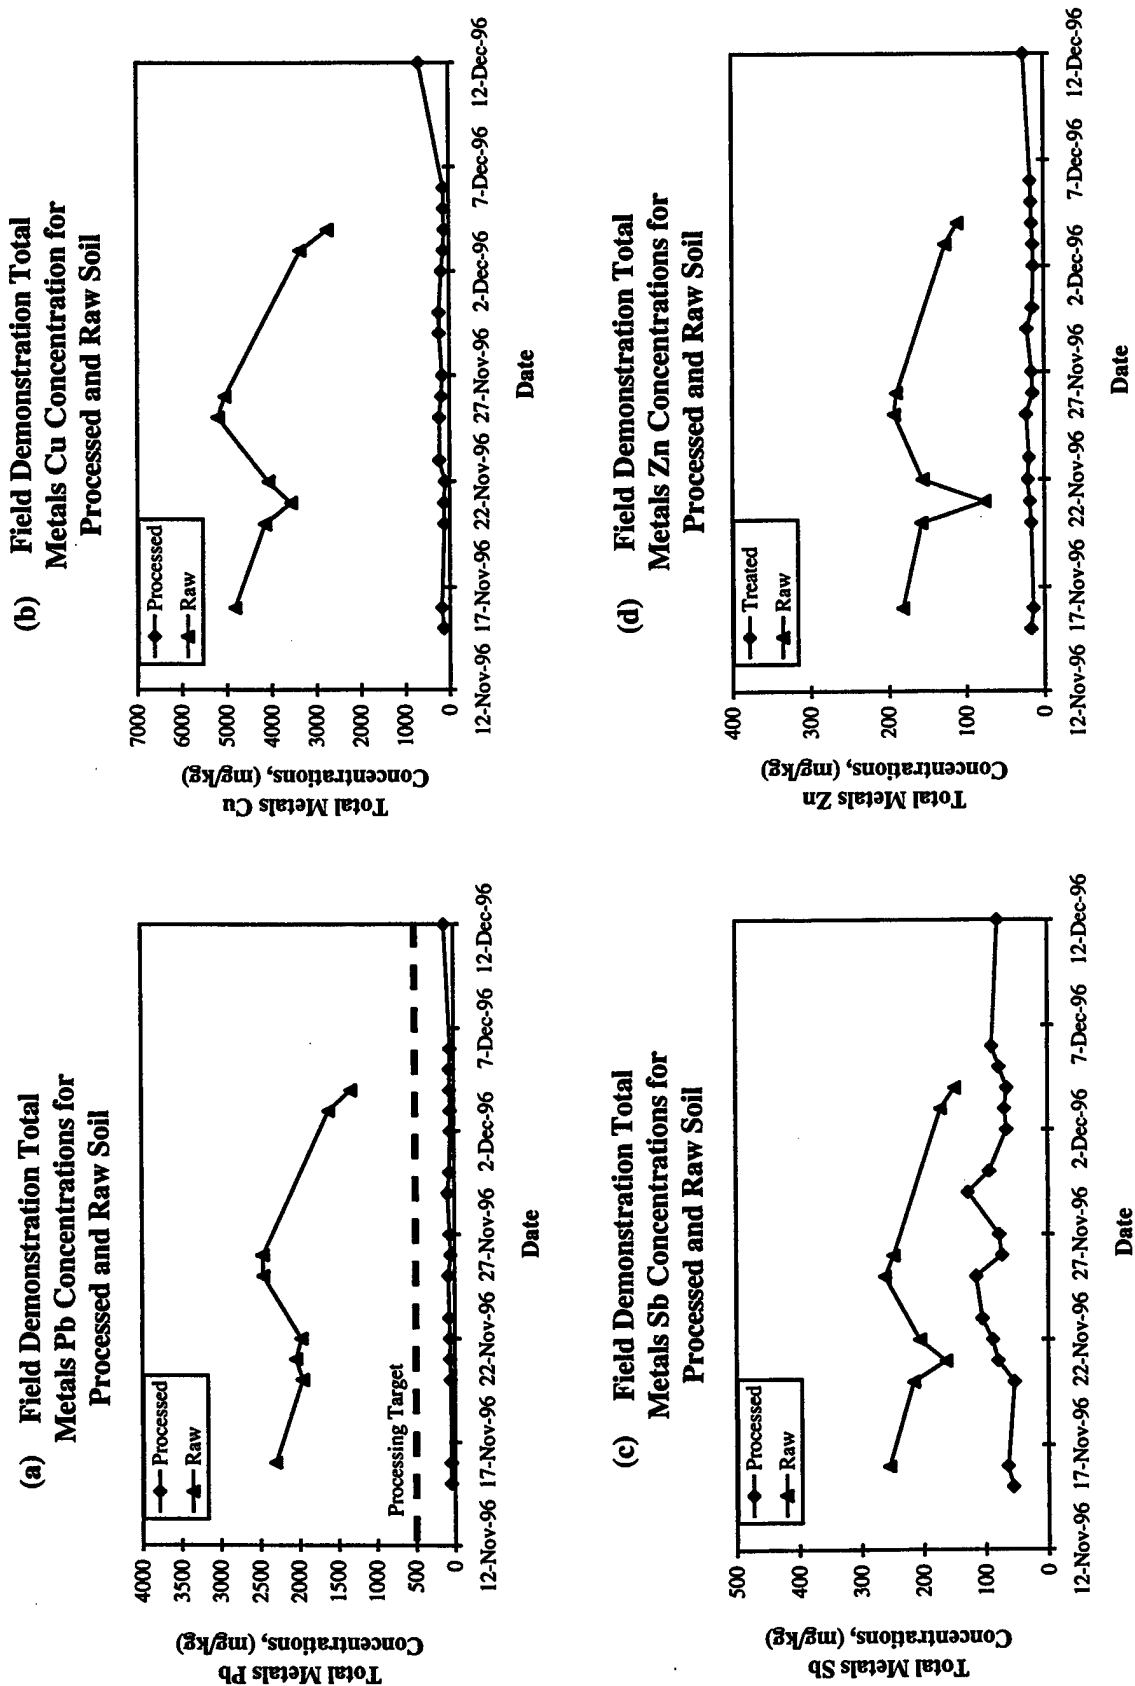 (a) Field Demonstration Total
Metals Pb Concentrations for
Processed and Raw Soil
Total Metals Pb
Concentrations, (mg/kg)
4000
3500
3000
2500
2000
1500
1000
500
0
Processed
Raw
Processing Target
12-Nov-96 17-Nov-96 22-Nov-96 27-Nov-96 2-Dec-96 7-Dec-96 12-Dec-96
Date
(b) Field Demonstration Total
Metals Cu Concentration for
Processed and Raw Soil
Total Metals Cu
Concentrations, (mg/kg)
7000
6000
5000
4000
3000
2000
1000
0
Processed
Raw
12-Nov-96 17-Nov-96 22-Nov-96 27-Nov-96 2-Dec-96 7-Dec-96 12-Dec-96
Date
(c) Field Demonstration Total
Metals Sb Concentrations for
Processed and Raw Soil
Total Metals Sb
Concentrations, (mg/kg)
500
400
300
200
100
0
Processed
Raw
12-Nov-96 17-Nov-96 22-Nov-96 27-Nov-96 2-Dec-96 7-Dec-96 12-Dec-96
Date
(d) Field Demonstration Total
Metals Zn Concentrations for
Processed and Raw Soil
Total Metals Zn
Concentrations, (mg/kg)
400
300
200
100
0
Treated
Raw
12-Nov-96 17-Nov-96 22-Nov-96 27-Nov-96 2-Dec-96 7-Dec-96 12-Dec-96
Date